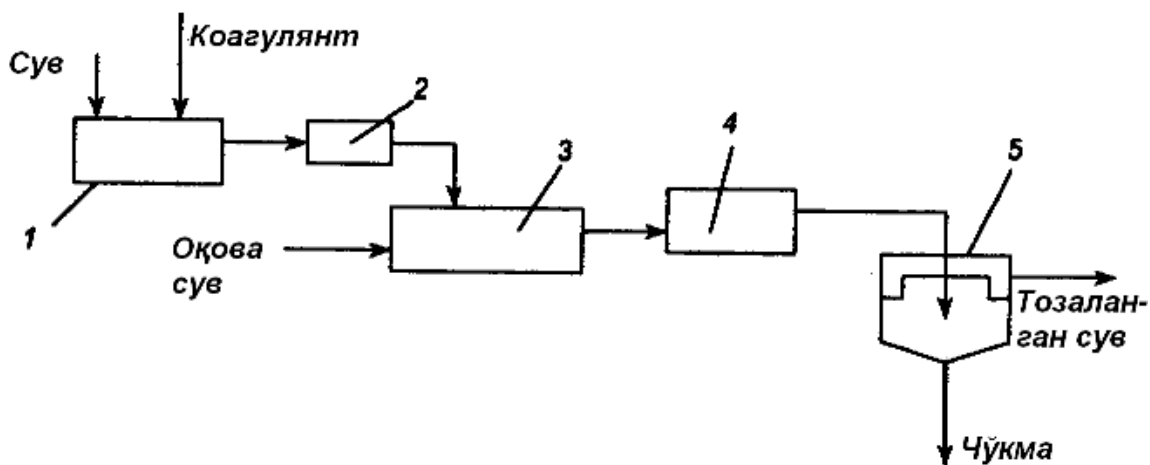 Коагулянт
Сув
2
4
3
5
1
Оқова
сув
Тозалан-
ган сув
Чўкма